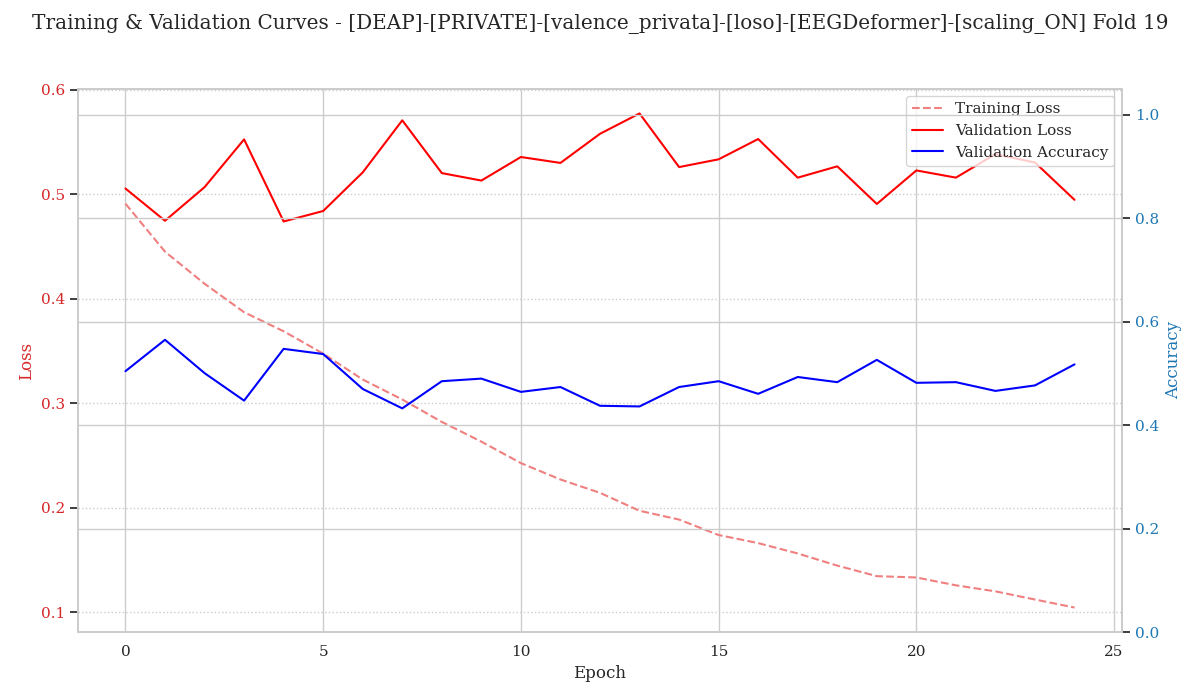 Training & Validation Curves - [DEAP]-[PRIVATE]-[valence_privata]-[loso]-[EEGDeformer]-[scaling_ON] Fold 19
0.6
0.5
0.4
0.3
0.2
0.1
Loss
Training Loss
Validation Loss
Validation Accuracy
1.0
0.8
0.6
0.4
0.2
0.0
Accuracy
0
5
10
15
20
25
Epoch